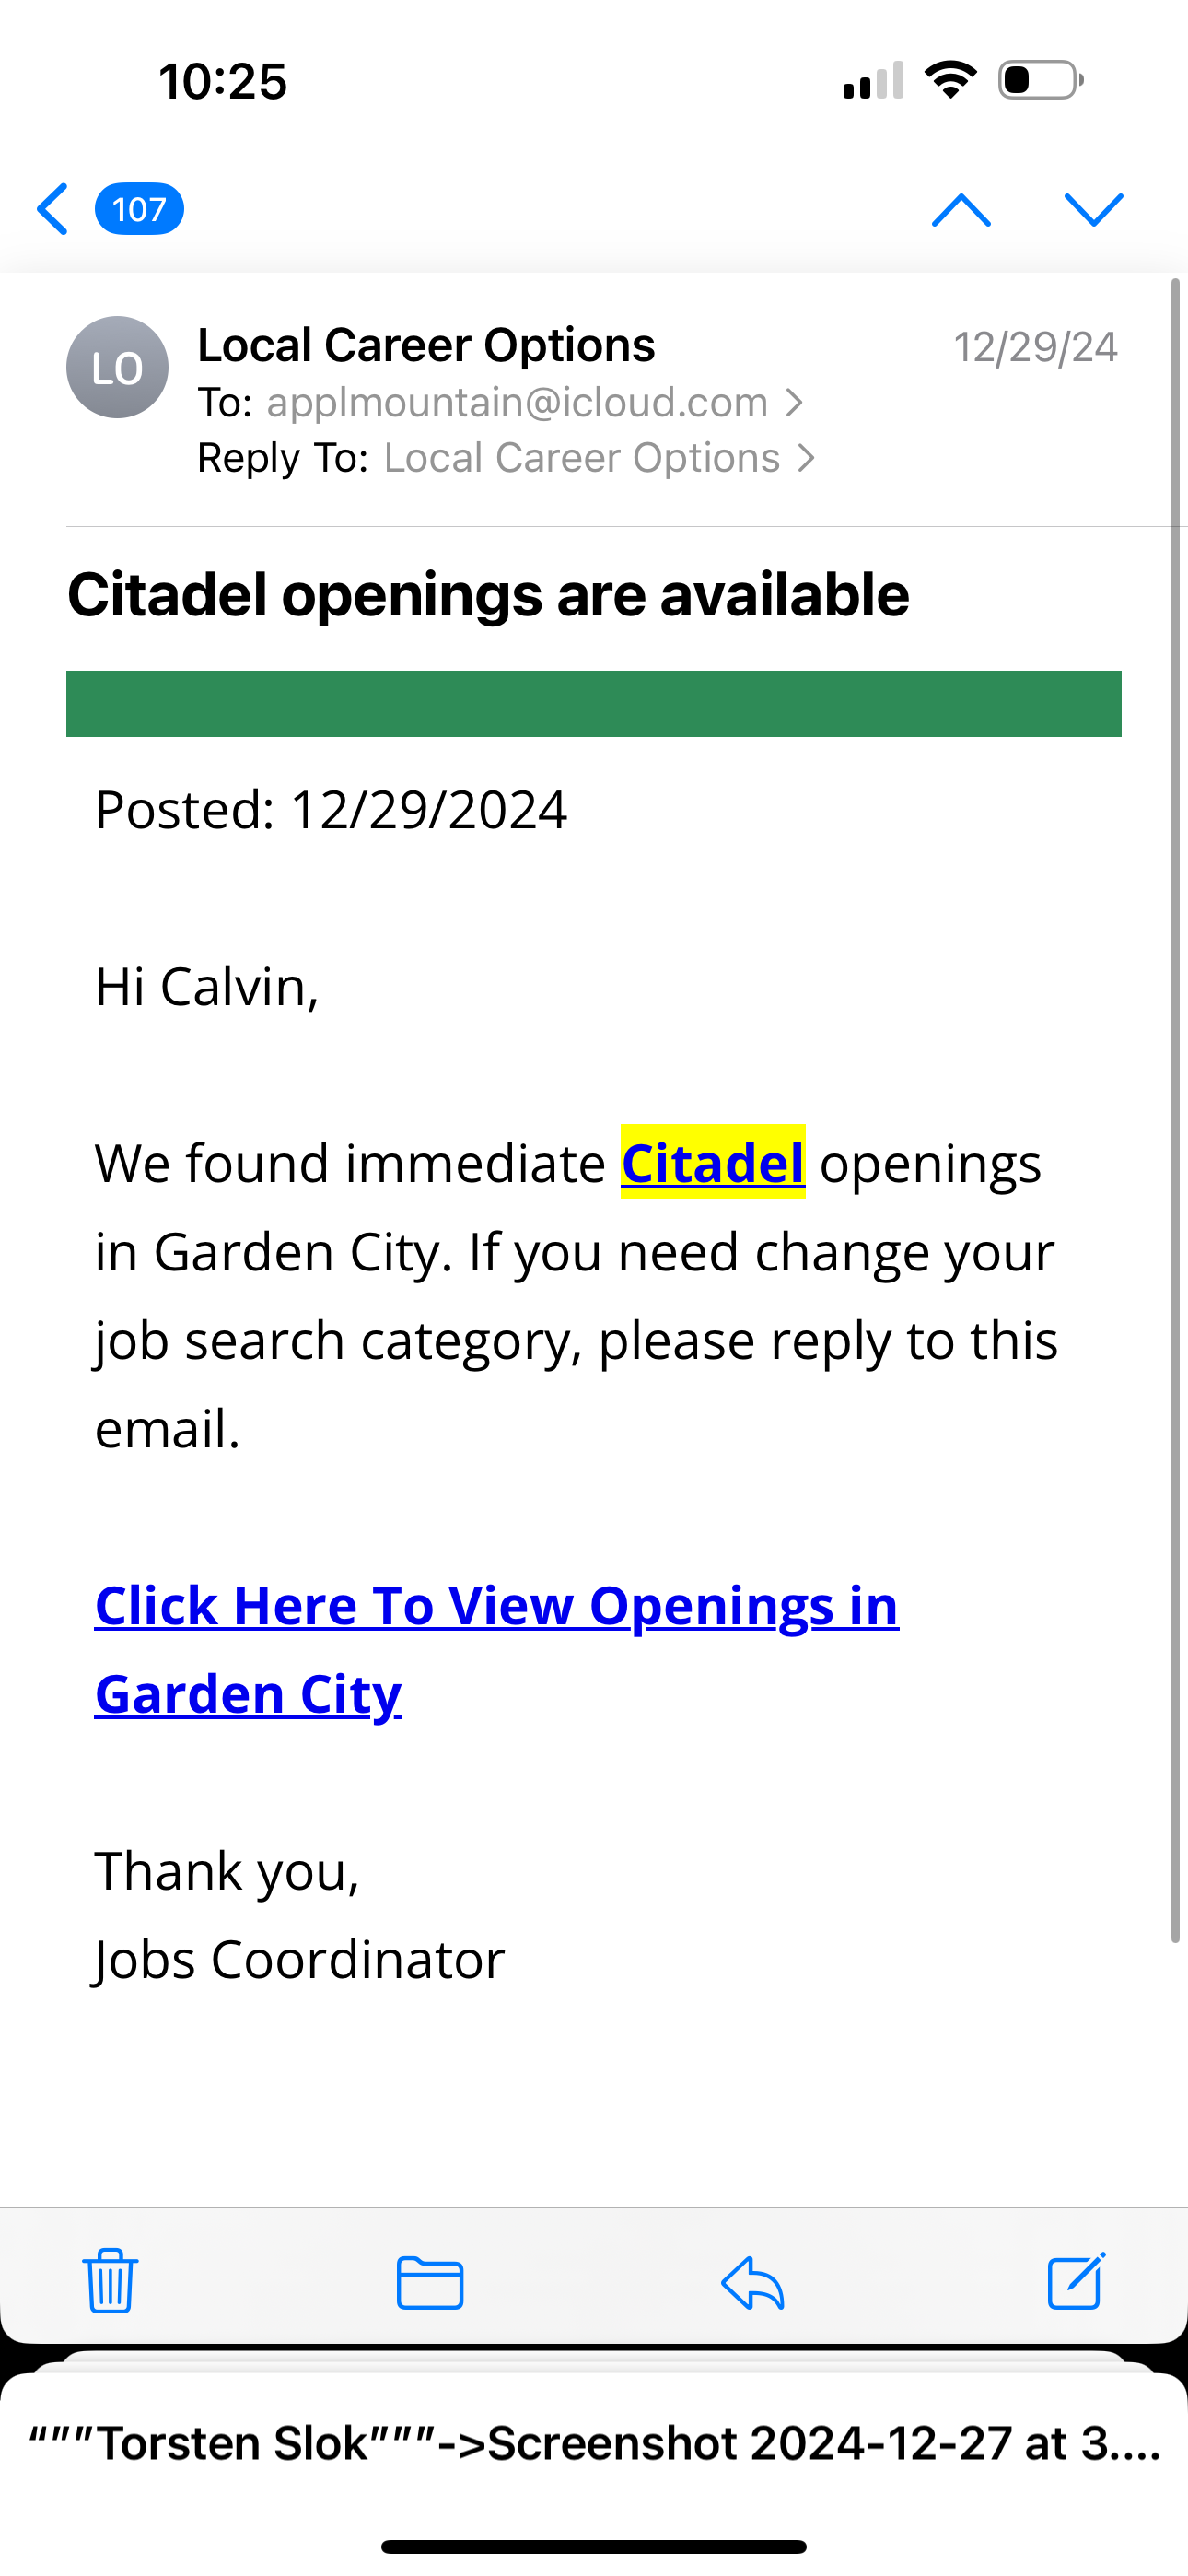 10:25
107
LO
Local Career Options
12/29/24
To: applmountain@icloud.com
Reply To: Local Career Options
Citadel openings are available
Posted: 12/29/2024
Hi Calvin,
We found immediate Citadel openings
in Garden City. If you need change your
job search category, please reply to this
email.
Click Here To View Openings in
Garden City
Thank you,
Jobs Coordinator
“””Torsten Slok”””->Screenshot 2024-12-27 at 3....